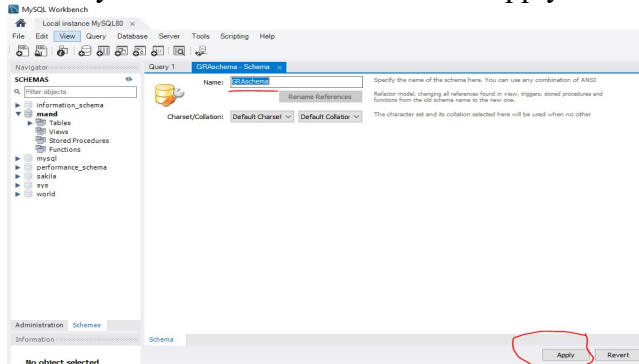 MySQL Workbench
Local instance MySQL80 ×
File Edit View Query Database Server Tools Scripting Help
Navigator
SCHEMAS
Filter objects
information_schema
mand
Tables
Views
Stored Procedures
Functions
mysql
performance_schema
sakila
sys
world
Administration Schemas
Information
No object selected
Query 1 GRAschema - Schema ×
Name: GRAschema
Specify the name of the schema here. You can use any combination of ANSI
Rename References
Refactor model, changing all references found in view, triggers, stored procedures and
functions from the old schema name to the new one.
Charset/Collation: Default Charset Default Collation
The character set and its collation selected here will be used when no other
Schema
Apply Revert